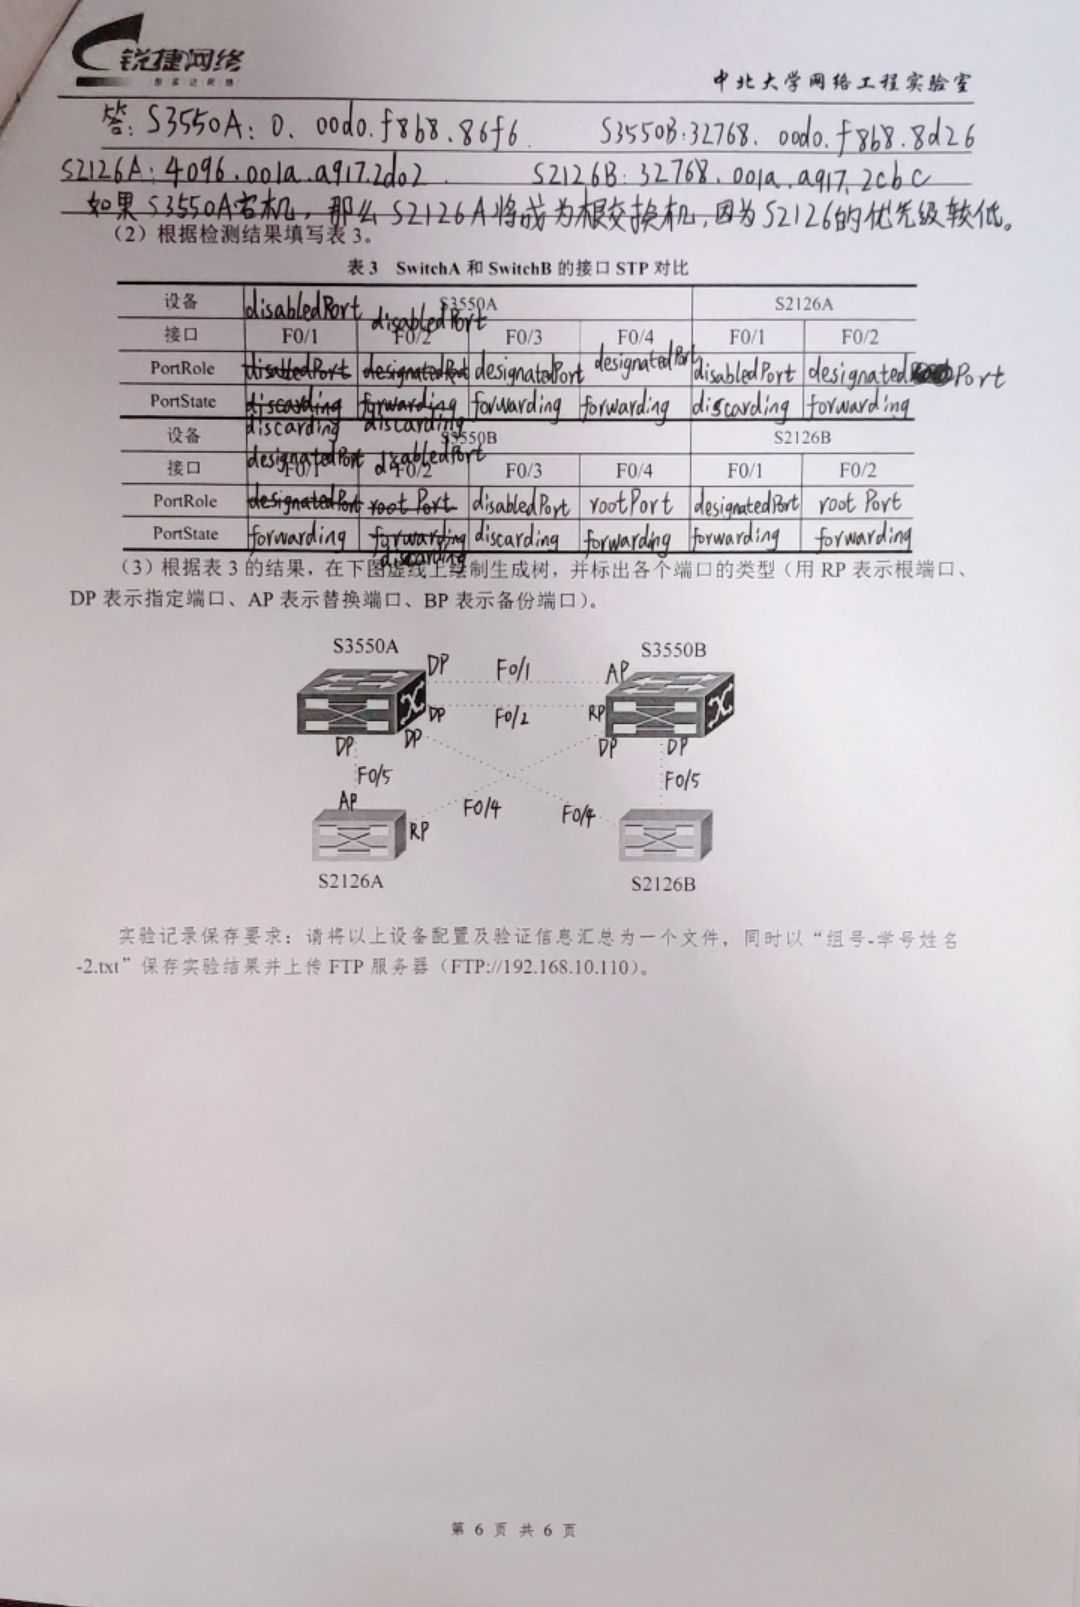 锐捷网络
中北大学网络工程实验室
答: S3550A: 0. 00d0.f8b8.86f6 S3550B:32768. 00d0.f8b8.8d26
S2126A: 4096.001a.a917.2d02 S2126B: 32768.001a.a917.2cbc
如果S3550A宕机,那么S2126A将成为根交换机,因为S2126的优先级较低。
(2)根据检测结果填写表 3。
表 3 SwitchA 和 SwitchB 的接口 STP 对比
设备 disabledPort S3550A S2126A
disabledPort
接口 F0/1 F0/2 F0/3 F0/4 F0/1 F0/2
PortRole disabledPort designatedPort designatedPort designatedPort disabledPort designated Port
PortState discarding forwarding forwarding forwarding discarding forwarding
discarding discarding
设备 S3550B S2126B
designatedPort disabledPort
接口 F0/1 F0/2 F0/3 F0/4 F0/1 F0/2
PortRole designatedPort root Port disabledPort rootPort designatedPort root Port
PortState forwarding forwarding discarding forwarding forwarding forwarding
discarding
(3)根据表 3 的结果,在下图虚线上绘制生成树,并标出各个端口的类型(用 RP 表示根端口、
DP 表示指定端口、AP 表示替换端口、BP 表示备份端口)。
S3550A S3550B
DP F0/1 AP
DP F0/2 RP
DP DP DP DP
F0/5 F0/5
AP F0/4 F0/4
RP
S2126A S2126B
实验记录保存要求:请将以上设备配置及验证信息汇总为一个文件,同时以“组号-学号姓名
-2.txt”保存实验结果并上传 FTP 服务器(FTP://192.168.10.110)。
第 6 页 共 6 页